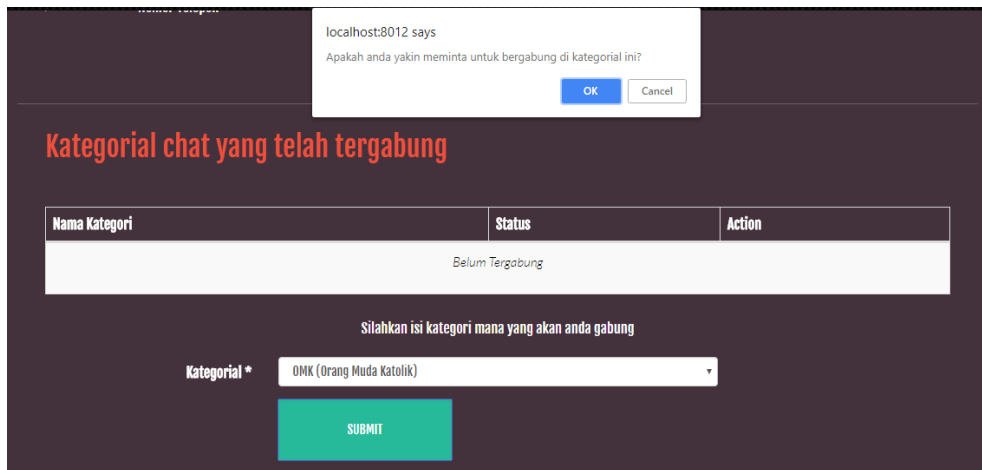 localhost:8012 says
Apakah anda yakin meminta untuk bergabung di kategorial ini?
OK Cancel
Kategorial chat yang telah tergabung
Nama Kategori Status Action
Belum Tergabung
Silahkan isi kategori mana yang akan anda gabung
Kategorial * OMK (Orang Muda Katolik)
SUBMIT